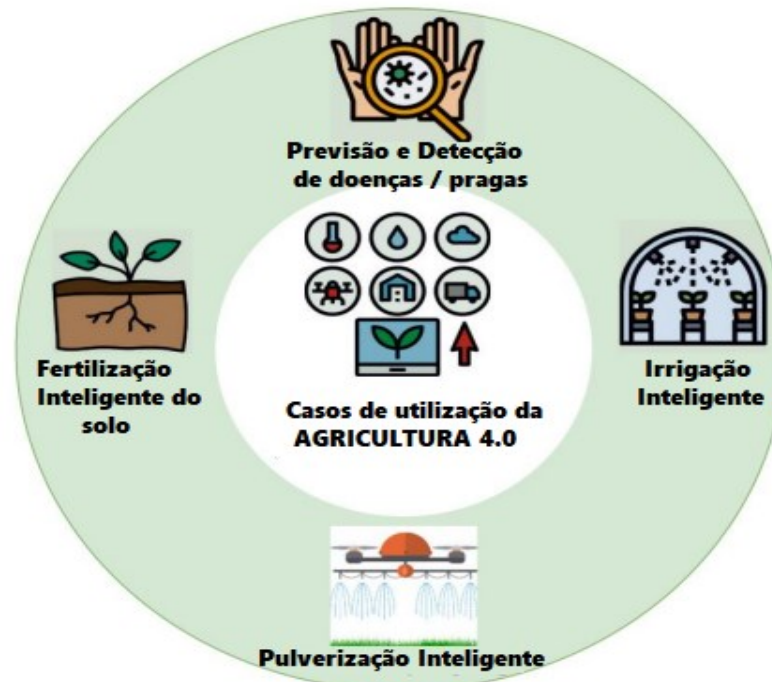 Previsão e Detecção
de doenças / pragas
Fertilização
Inteligente do
solo
Irrigação
Inteligente
Casos de utilização da
AGRICULTURA 4.0
Pulverização Inteligente